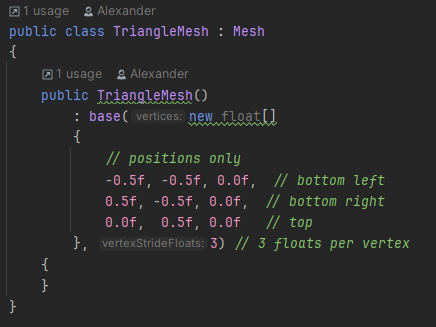 1 usage Alexander
public class TriangleMesh : Mesh
{
1 usage Alexander
public TriangleMesh()
: base( vertices: new float[]
{
// positions only
-0.5f, -0.5f, 0.0f, // bottom left
0.5f, -0.5f, 0.0f, // bottom right
0.0f, 0.5f, 0.0f // top
}, vertexStrideFloats: 3) // 3 floats per vertex
{
}
}